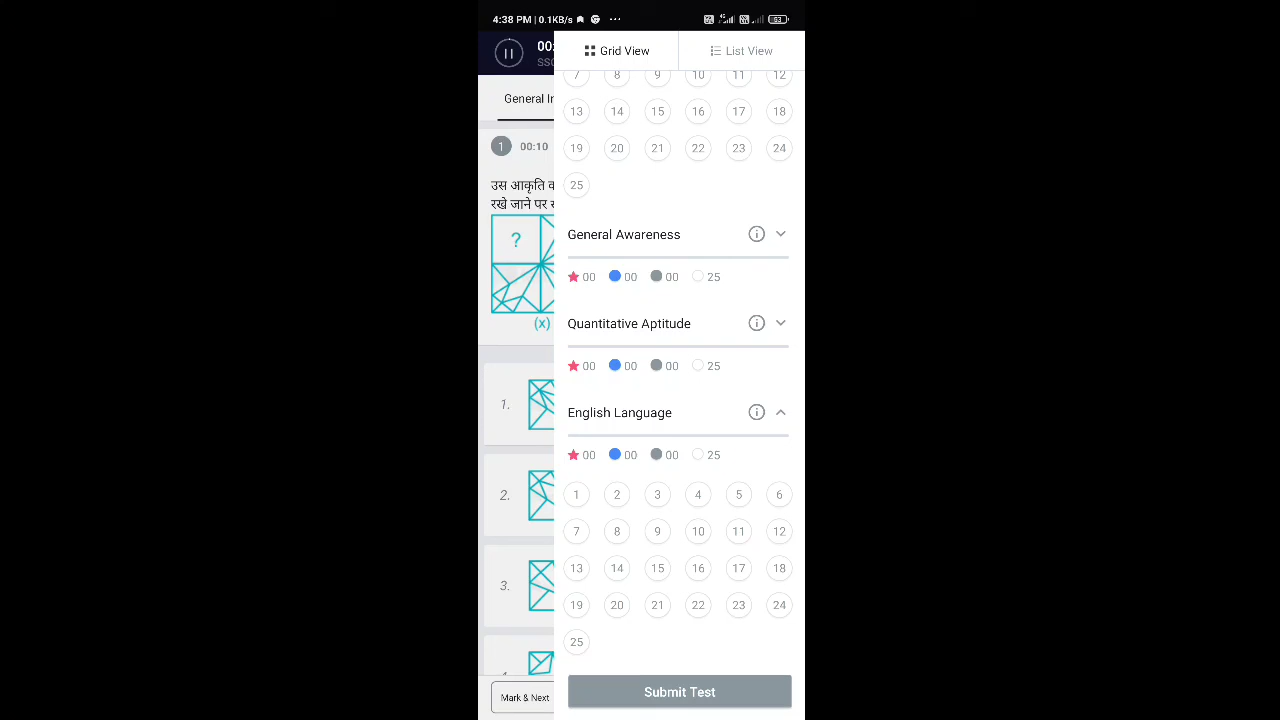 4:38 PM | 0.1KB/s
63
00:
SSC
Grid View
List View
General In
7 8 9 10 11 12
13 14 15 16 17 18
1 00:10
19 20 21 22 23 24
25
उस आकृति
रखे जाने पर
?
(x)
General Awareness
00 00 00 25
Quantitative Aptitude
00 00 00 25
English Language
00 00 00 25
1.
2.
3.
1 2 3 4 5 6
7 8 9 10 11 12
13 14 15 16 17 18
19 20 21 22 23 24
25
Mark & Next
Submit Test